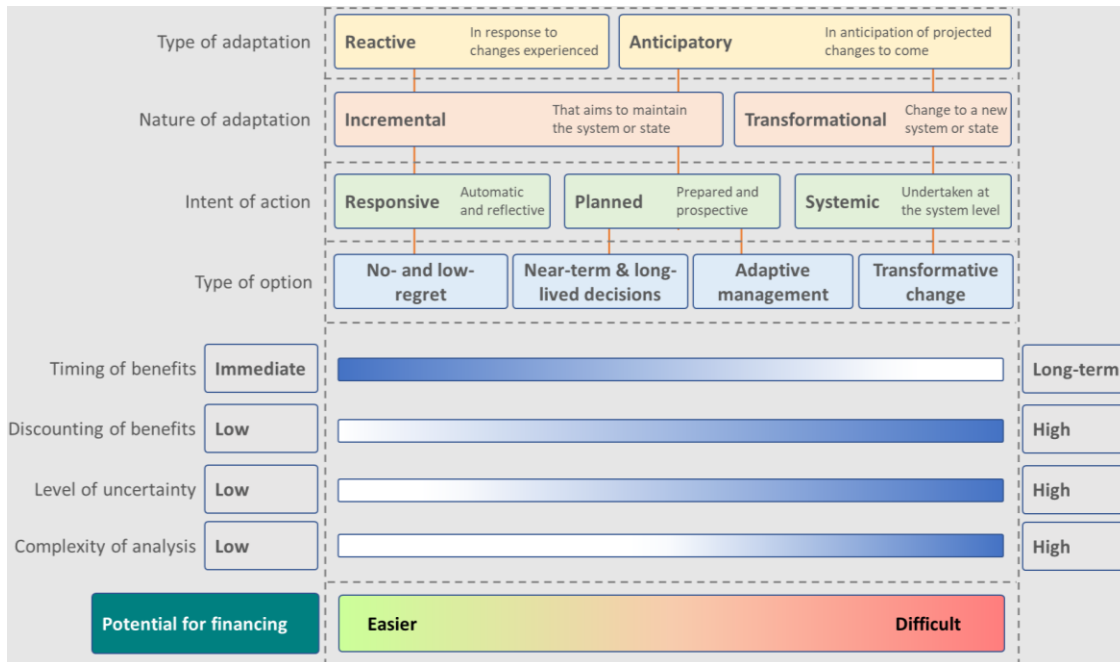 Type of adaptation
Reactive
In response to
changes experienced
Anticipatory
In anticipation of projected
changes to come
Nature of adaptation
Incremental
That aims to maintain
the system or state
Transformational
Change to a new
system or state
Intent of action
Responsive
Automatic
and reflective
Planned
Prepared and
prospective
Systemic
Undertaken at
the system level
Type of option
No- and low-
regret
Near-term & long-
lived decisions
Adaptive
management
Transformative
change
Timing of benefits
Immediate
Long-term
Discounting of benefits
Low
High
Level of uncertainty
Low
High
Complexity of analysis
Low
High
Potential for financing
Easier
Difficult